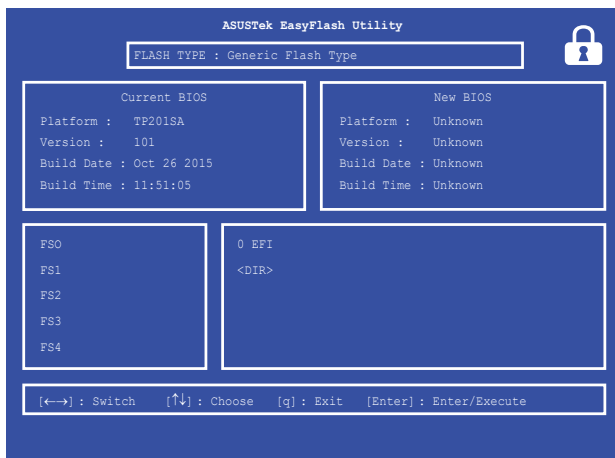 ASUSTek EasyFlash Utility
FLASH TYPE : Generic Flash Type
Current BIOS
Platform : TP201SA
Version : 101
Build Date : Oct 26 2015
Build Time : 11:51:05
New BIOS
Platform : Unknown
Version : Unknown
Build Date : Unknown
Build Time : Unknown
FSO
FS1
FS2
FS3
FS4
0 EFI
<DIR>
[←→] : Switch [↑↓] : Choose [q] : Exit [Enter] : Enter/Execute